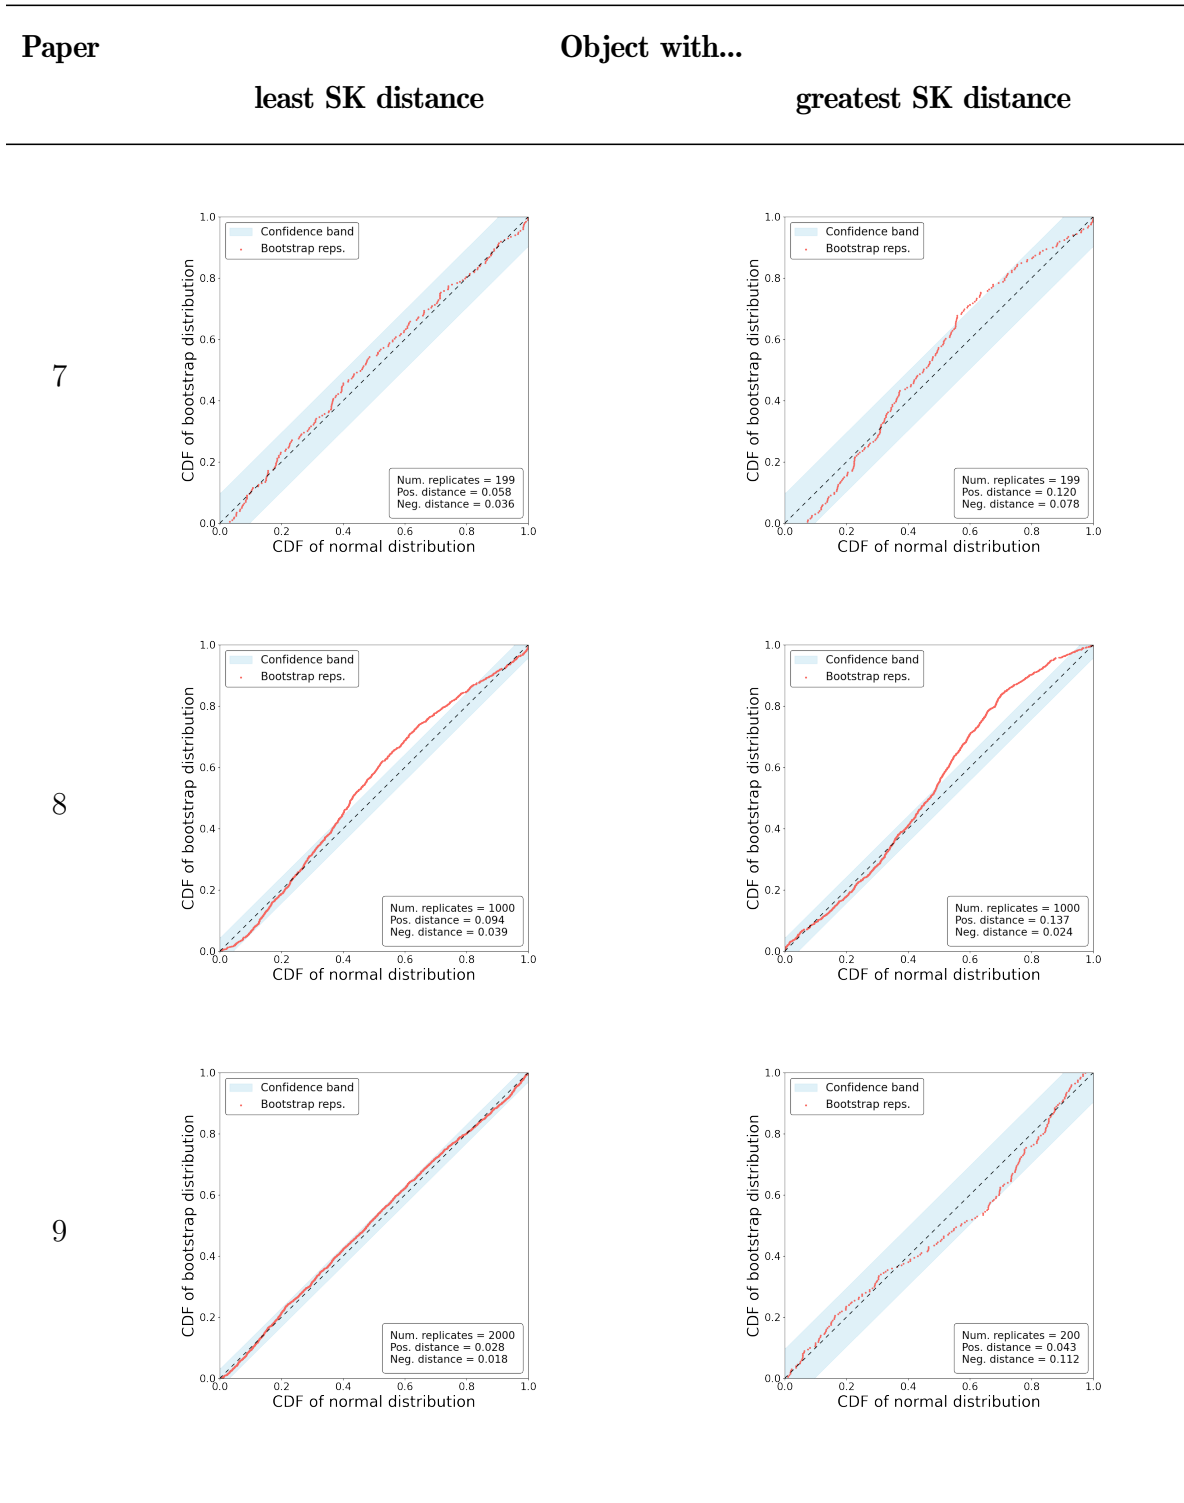 Paper
Object with...
least SK distance
greatest SK distance
7
CDF of bootstrap distribution
1.0
0.8
0.6
0.4
0.2
0.0
Confidence band
Bootstrap reps.
Num. replicates = 199
Pos. distance = 0.058
Neg. distance = 0.036
0.0 0.2 0.4 0.6 0.8 1.0
CDF of normal distribution
CDF of bootstrap distribution
1.0
0.8
0.6
0.4
0.2
0.0
Confidence band
Bootstrap reps.
Num. replicates = 199
Pos. distance = 0.120
Neg. distance = 0.078
0.0 0.2 0.4 0.6 0.8 1.0
CDF of normal distribution
8
CDF of bootstrap distribution
1.0
0.8
0.6
0.4
0.2
0.0
Confidence band
Bootstrap reps.
Num. replicates = 1000
Pos. distance = 0.094
Neg. distance = 0.039
0.0 0.2 0.4 0.6 0.8 1.0
CDF of normal distribution
CDF of bootstrap distribution
1.0
0.8
0.6
0.4
0.2
0.0
Confidence band
Bootstrap reps.
Num. replicates = 1000
Pos. distance = 0.137
Neg. distance = 0.024
0.0 0.2 0.4 0.6 0.8 1.0
CDF of normal distribution
9
CDF of bootstrap distribution
1.0
0.8
0.6
0.4
0.2
0.0
Confidence band
Bootstrap reps.
Num. replicates = 2000
Pos. distance = 0.028
Neg. distance = 0.018
0.0 0.2 0.4 0.6 0.8 1.0
CDF of normal distribution
CDF of bootstrap distribution
1.0
0.8
0.6
0.4
0.2
0.0
Confidence band
Bootstrap reps.
Num. replicates = 200
Pos. distance = 0.043
Neg. distance = 0.112
0.0 0.2 0.4 0.6 0.8 1.0
CDF of normal distribution